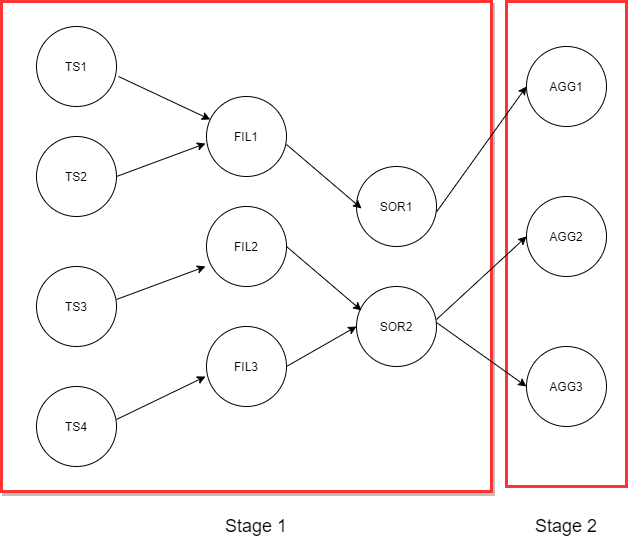 TS1
TS2
TS3
TS4
FIL1
FIL2
FIL3
SOR1
SOR2
AGG1
AGG2
AGG3
Stage 1
Stage 2